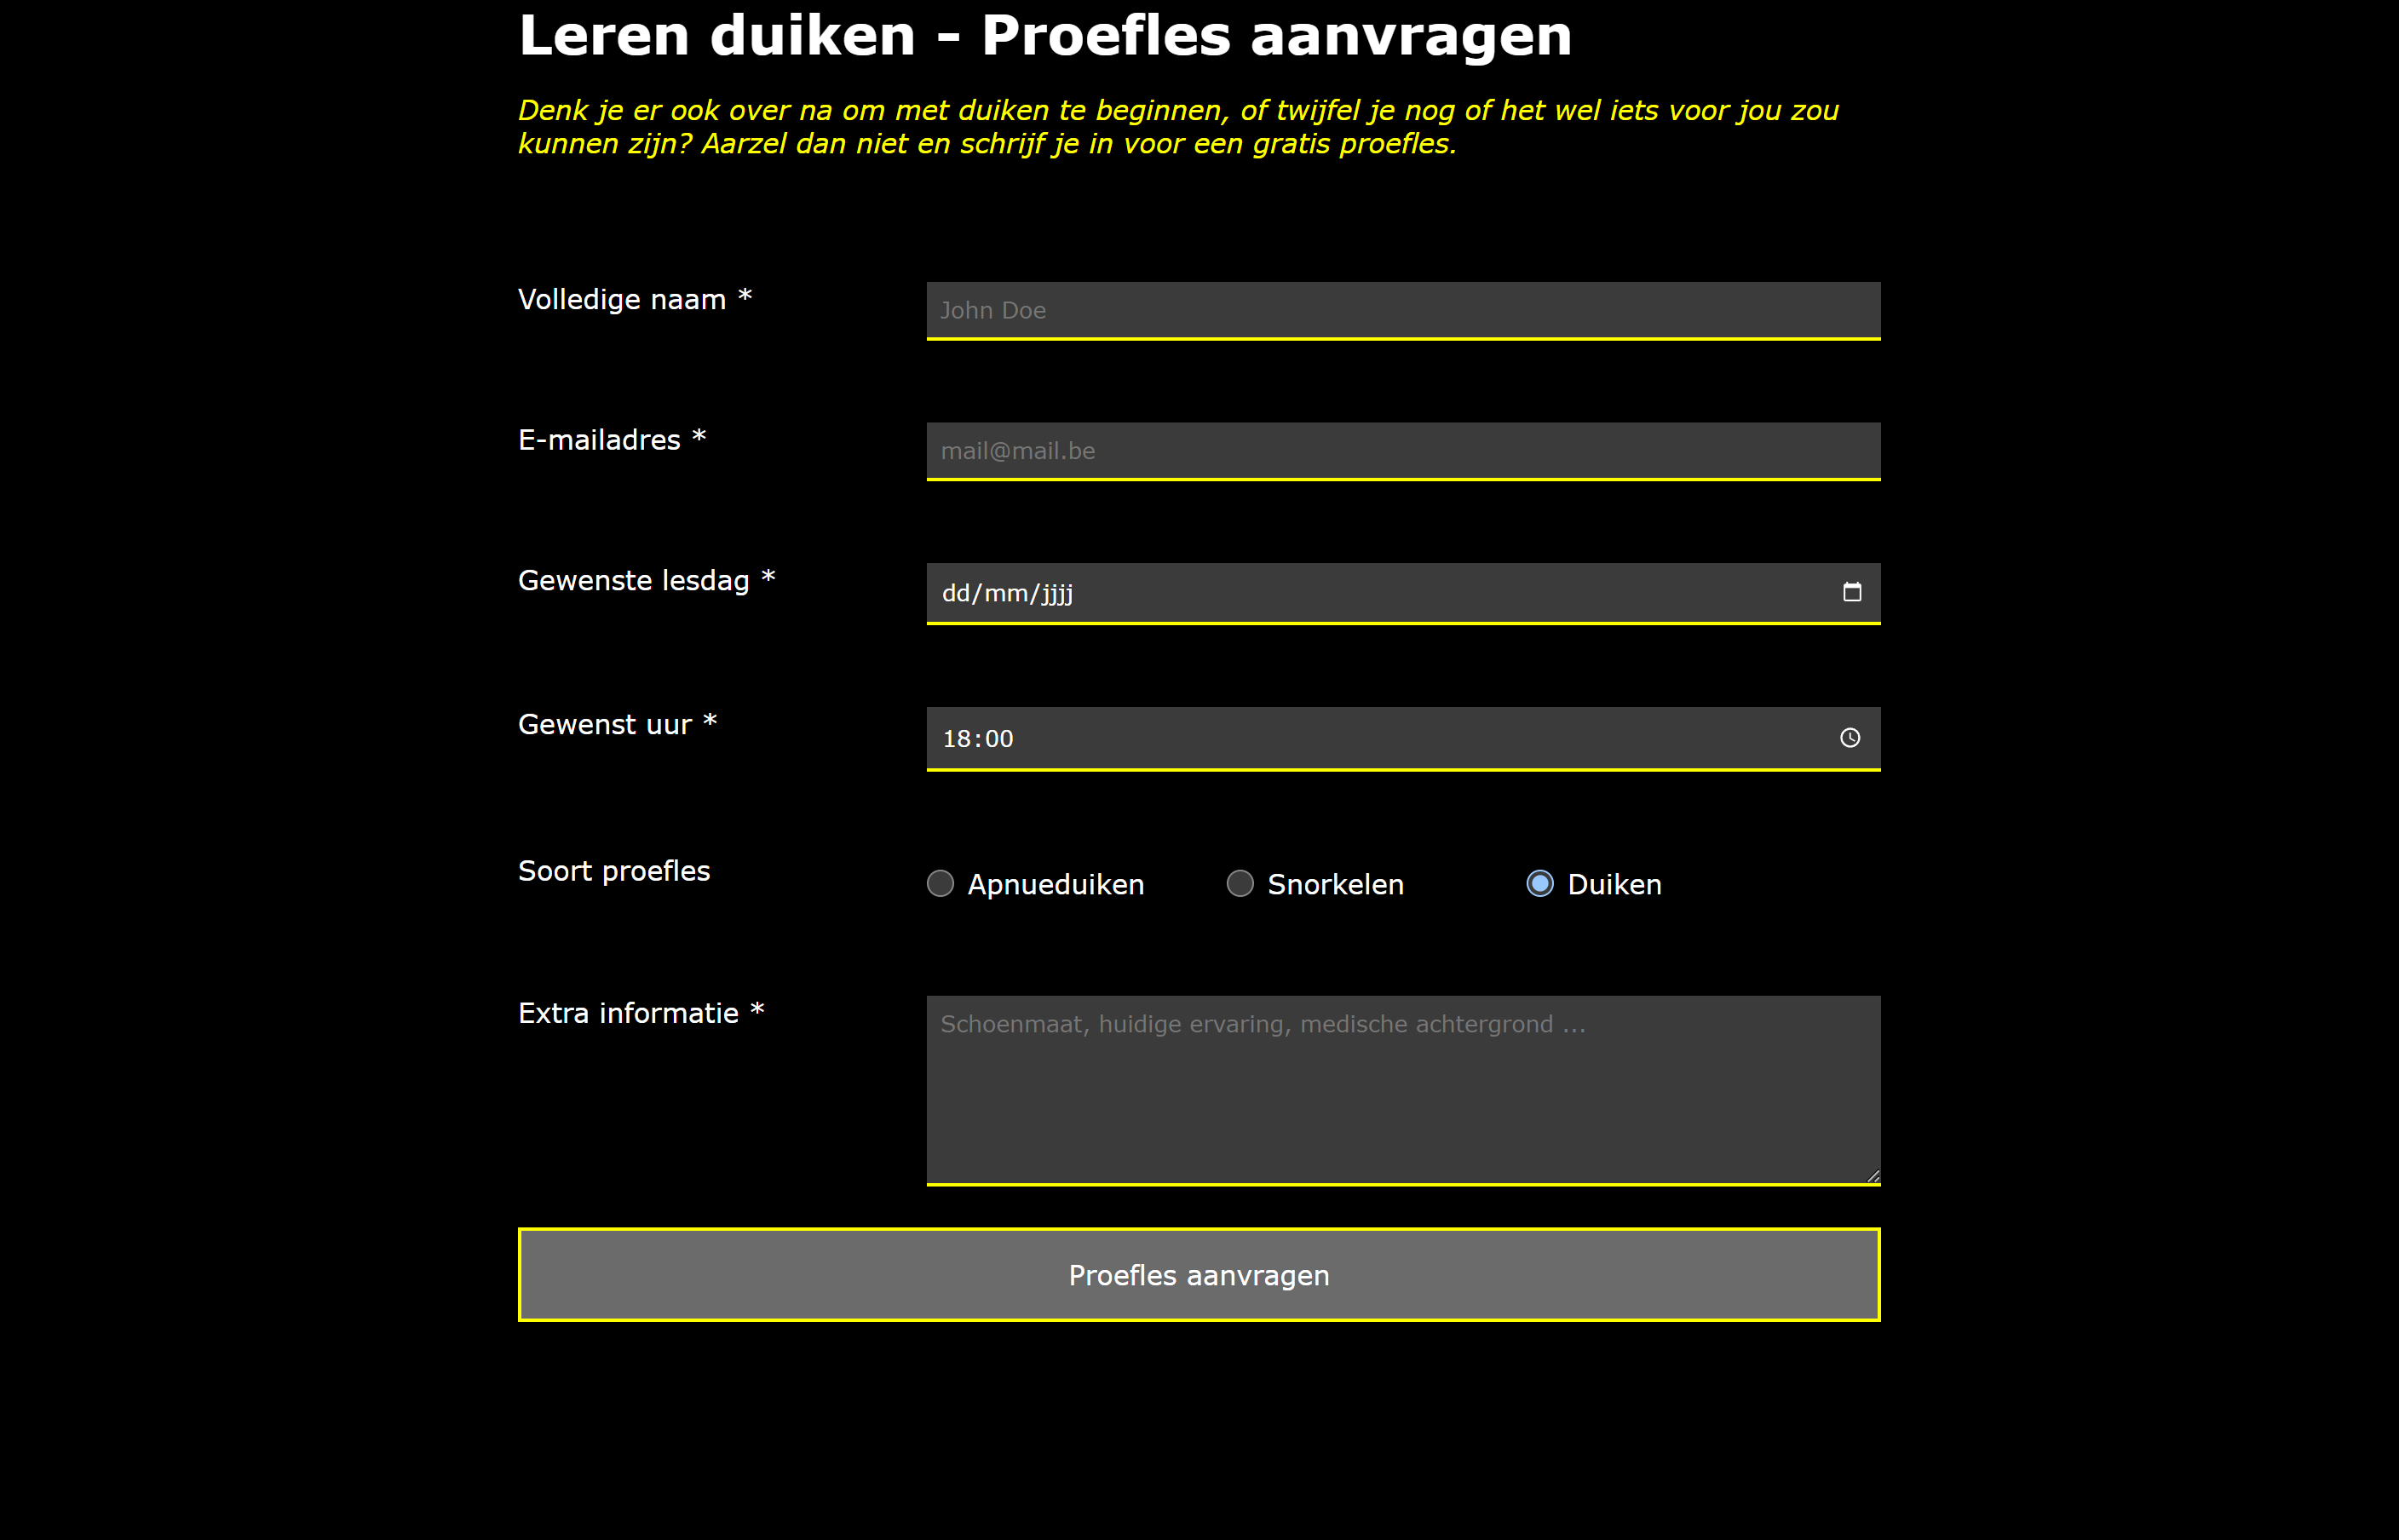 Leren duiken - Proefles aanvragen
Denk je er ook over na om met duiken te beginnen, of twijfel je nog of het wel iets voor jou zou
kunnen zijn? Aarzel dan niet en schrijf je in voor een gratis proefles.
Volledige naam *
John Doe
E-mailadres *
mail@mail.be
Gewenste lesdag *
dd/mm/jjjj
Gewenst uur *
18:00
Soort proefles
Apnueduiken Snorkelen Duiken
Extra informatie *
Schoenmaat, huidige ervaring, medische achtergrond ...
Proefles aanvragen